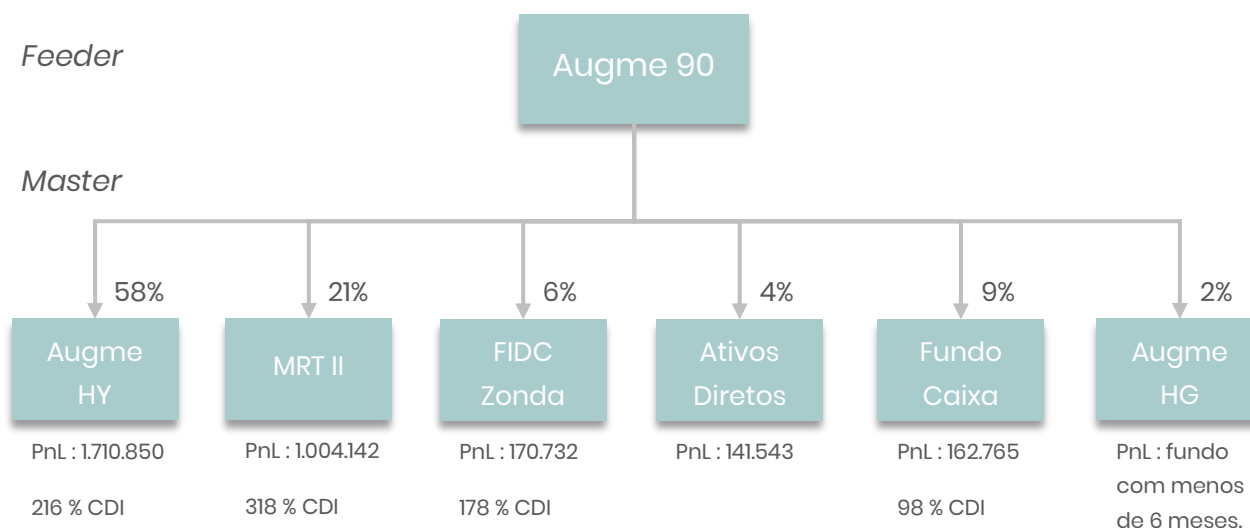 Feeder
Augme 90
Master
58%
21%
6%
4%
9%
2%
Augme
HY
MRT II
FIDC
Zonda
Ativos
Diretos
Fundo
Caixa
Augme
HG
PnL : 1.710.850
216 % CDI
PnL : 1.004.142
318 % CDI
PnL : 170.732
178 % CDI
PnL : 141.543
PnL : 162.765
98 % CDI
PnL : fundo
com menos
de 6 meses.